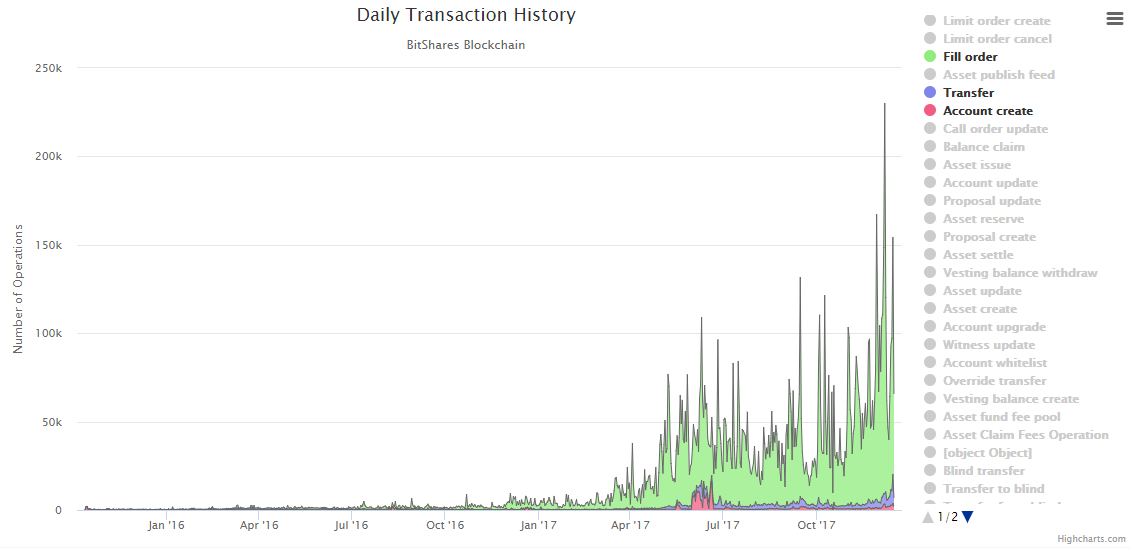 Daily Transaction History
BitShares Blockchain
Number of Operations
250k
200k
150k
100k
50k
0
Jan '16
Apr '16
Jul '16
Oct '16
Jan '17
Apr '17
Jul '17
Oct '17
Limit order create
Limit order cancel
Fill order
Asset publish feed
Transfer
Account create
Call order update
Balance claim
Asset issue
Account update
Proposal update
Asset reserve
Proposal create
Asset settle
Vesting balance withdraw
Asset update
Asset create
Account upgrade
Witness update
Account whitelist
Override transfer
Vesting balance create
Asset fund fee pool
Asset Claim Fees Operation
[object Object]
Blind transfer
Transfer to blind
1/2
Highcharts.com